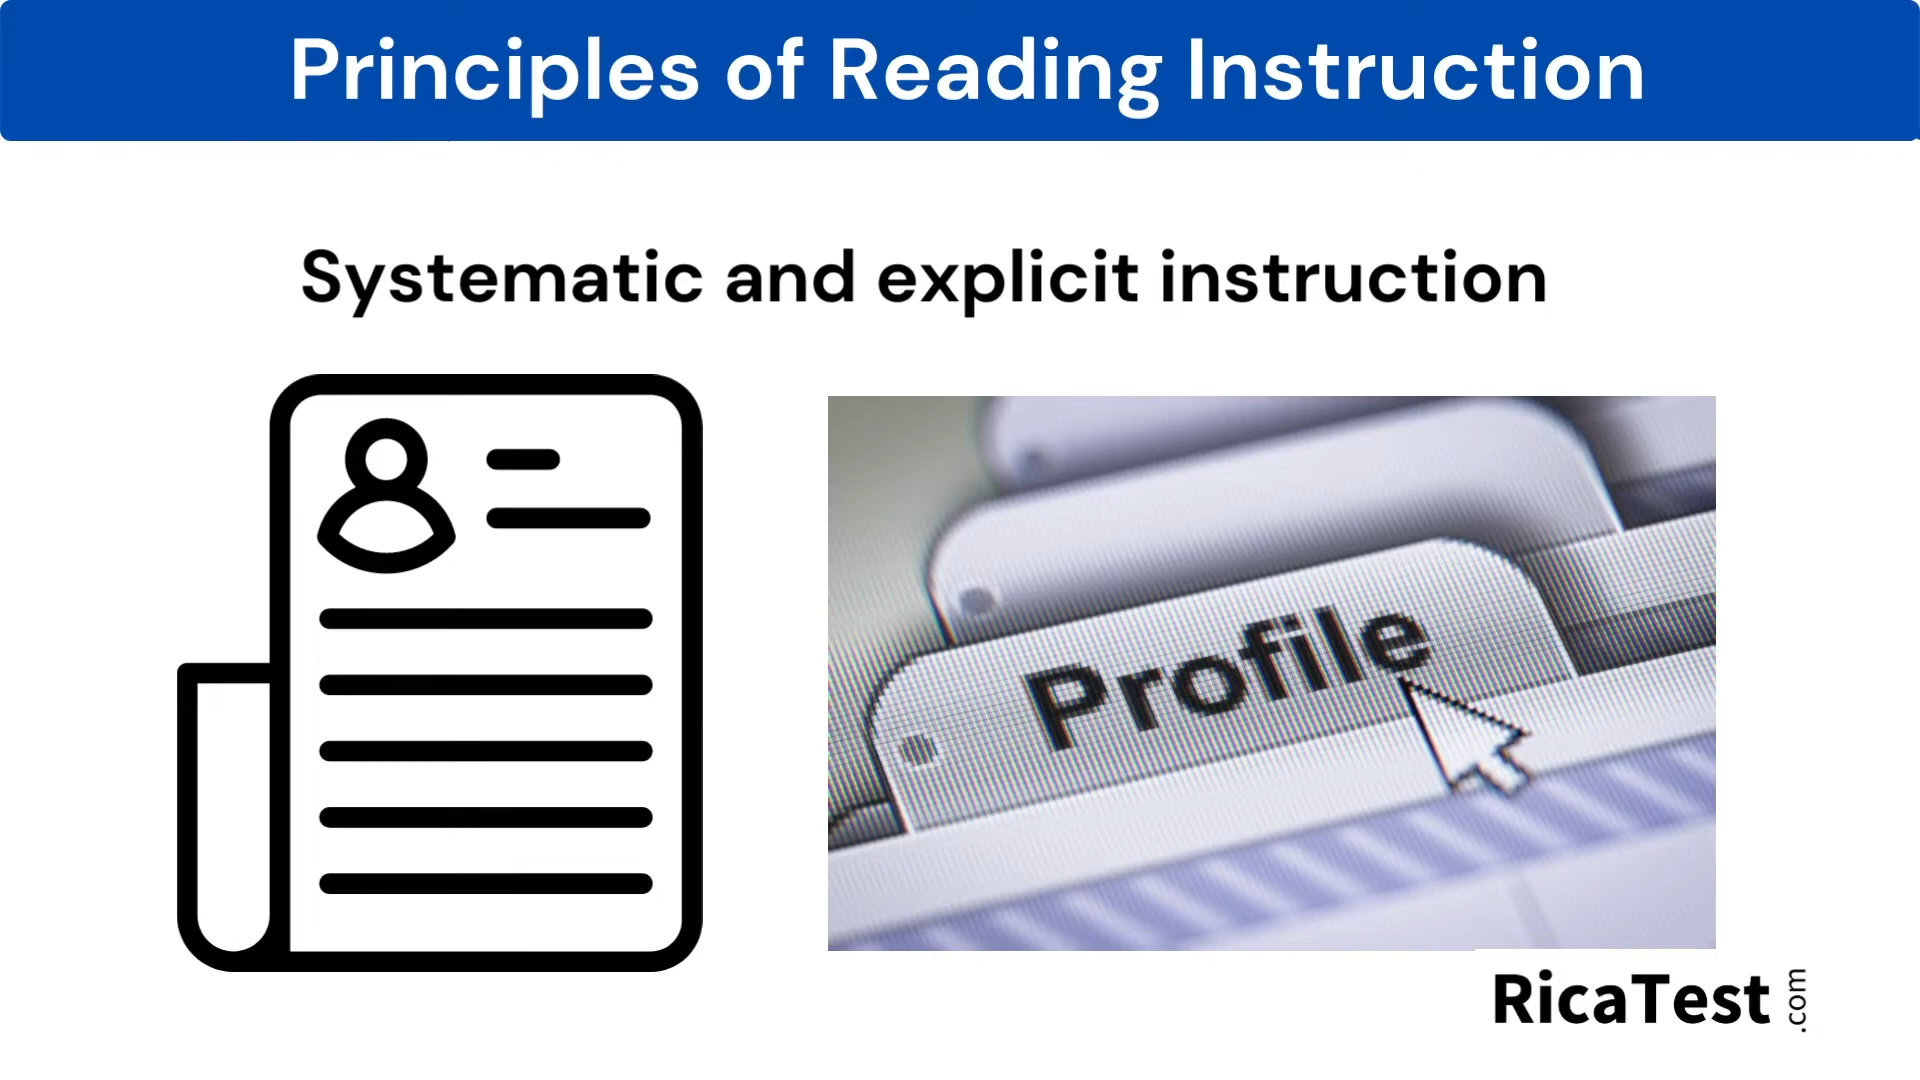 Principles of Reading Instruction
Systematic and explicit instruction
Profile
RicaTest.com